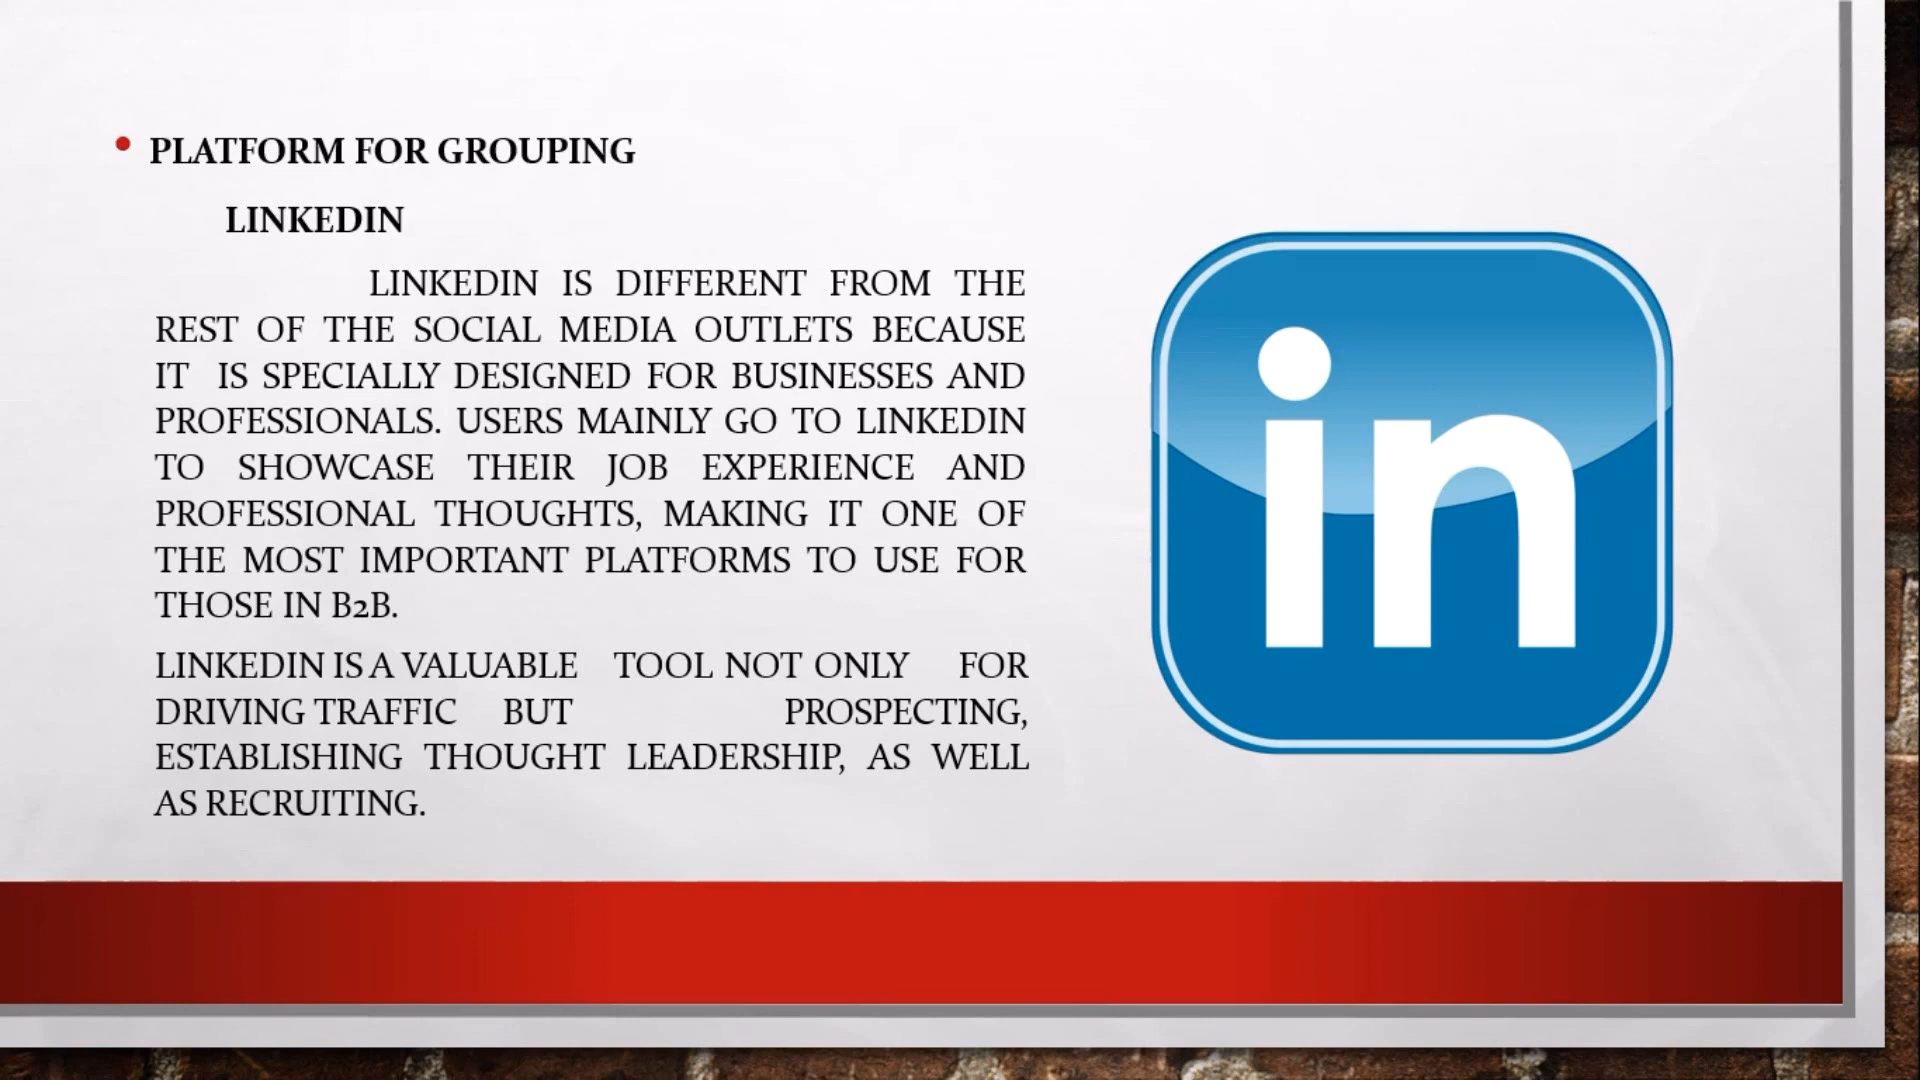 • PLATFORM FOR GROUPING
LINKEDIN
LINKEDIN IS DIFFERENT FROM THE
REST OF THE SOCIAL MEDIA OUTLETS BECAUSE
IT IS SPECIALLY DESIGNED FOR BUSINESSES AND
PROFESSIONALS. USERS MAINLY GO TO LINKEDIN
TO SHOWCASE THEIR JOB EXPERIENCE AND
PROFESSIONAL THOUGHTS, MAKING IT ONE OF
THE MOST IMPORTANT PLATFORMS TO USE FOR
THOSE IN B2B.
LINKEDIN IS A VALUABLE TOOL NOT ONLY FOR
DRIVING TRAFFIC BUT PROSPECTING,
ESTABLISHING THOUGHT LEADERSHIP, AS WELL
AS RECRUITING.
in